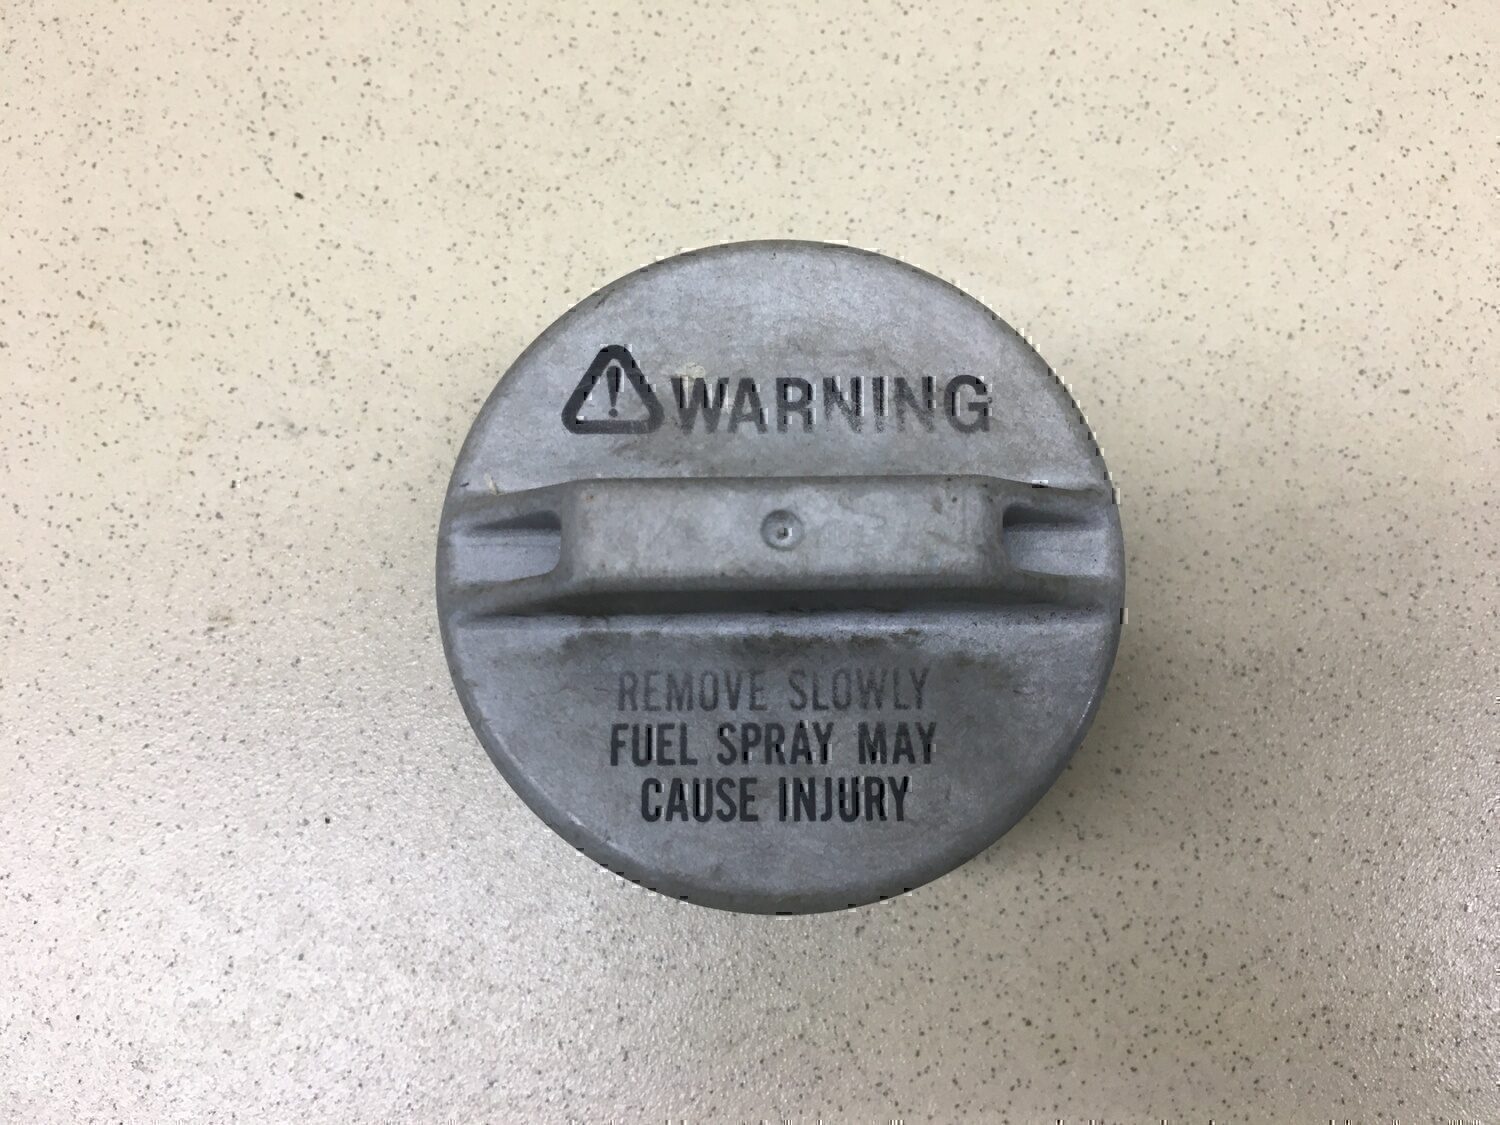 WARNING
REMOVE SLOWLY
FUEL SPRAY MAY
CAUSE INJURY